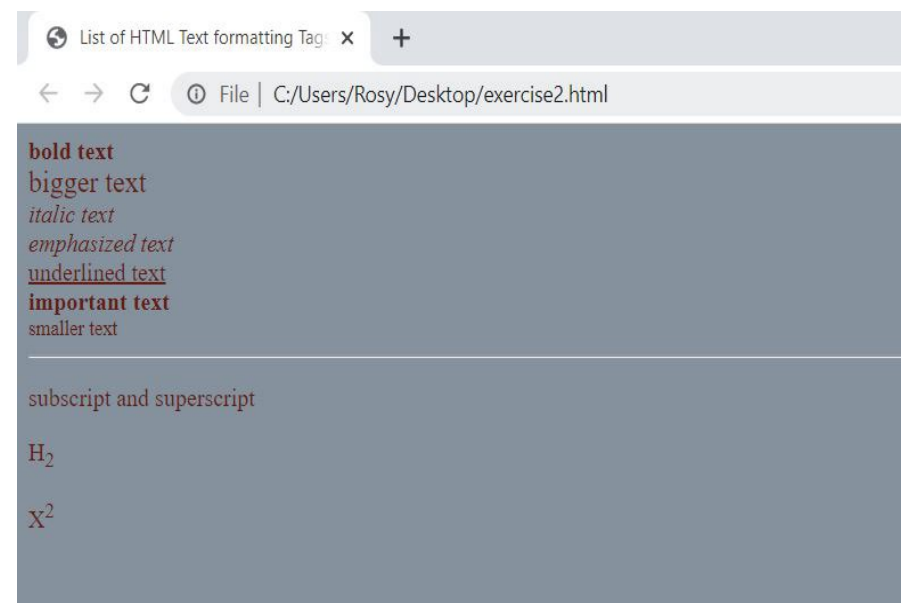 List of HTML Text formatting Tags
File | C:/Users/Rosy/Desktop/exercise2.html
bold text
bigger text
italic text
emphasized text
underlined text
important text
smaller text
subscript and superscript
H₂
X²